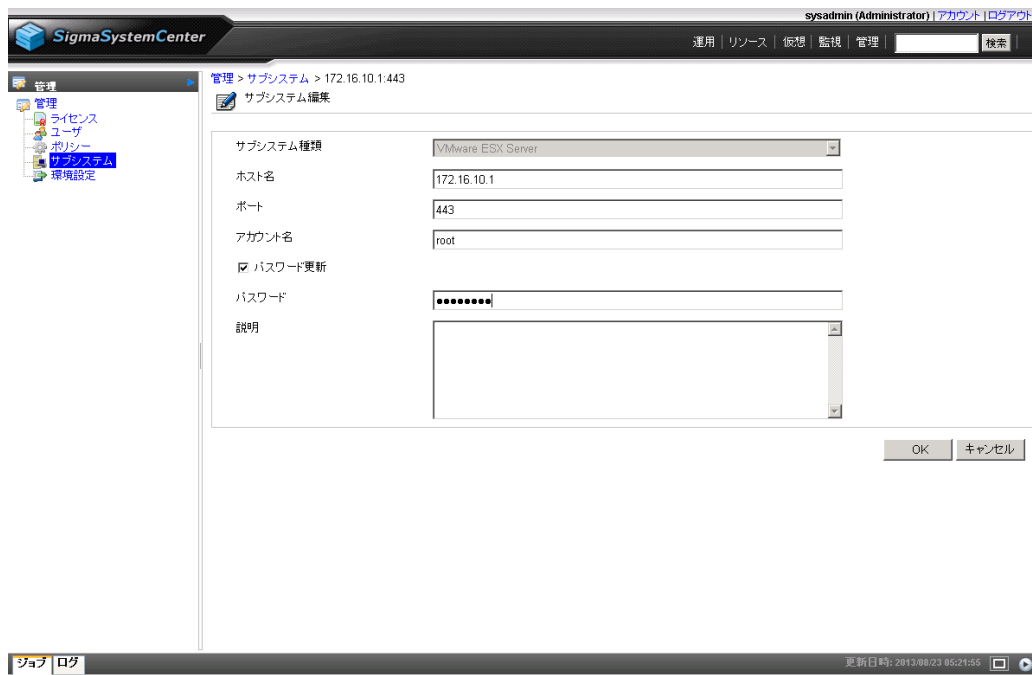 sysadmin (Administrator) | アカウント | ログアウト
SigmaSystemCenter
運用 | リソース | 仮想 | 監視 | 管理 | 検索 |
管理
管理
ライセンス
ユーザ
ポリシー
サブシステム
環境設定
管理 > サブシステム > 172.16.10.1:443
サブシステム編集
サブシステム種類 VMware ESX Server
ホスト名 172.16.10.1
ポート 443
アカウント名 root
パスワード更新
パスワード ●●●●●●●●
説明
OK キャンセル
ジョブ ログ
更新日時: 2013/08/23 05:21:55